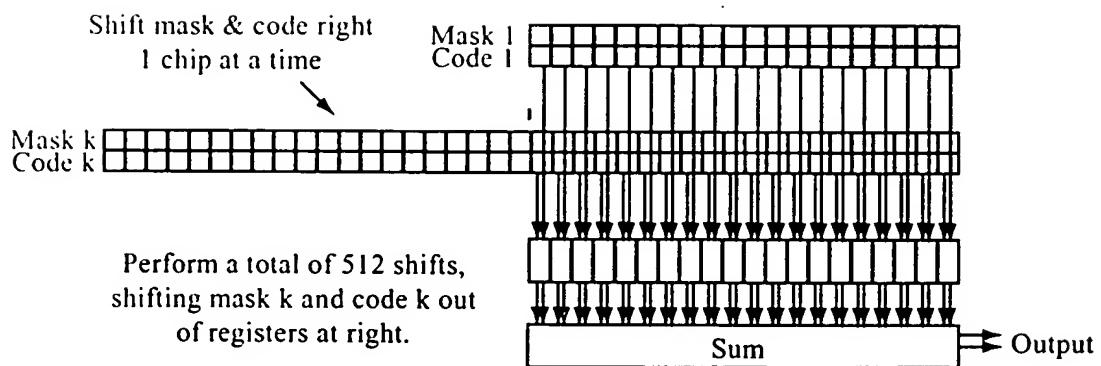 Shift mask & code right
1 chip at a time
Mask 1
Code 1
Mask k
Code k
Perform a total of 512 shifts,
shifting mask k and code k out
of registers at right.
Sum
Output